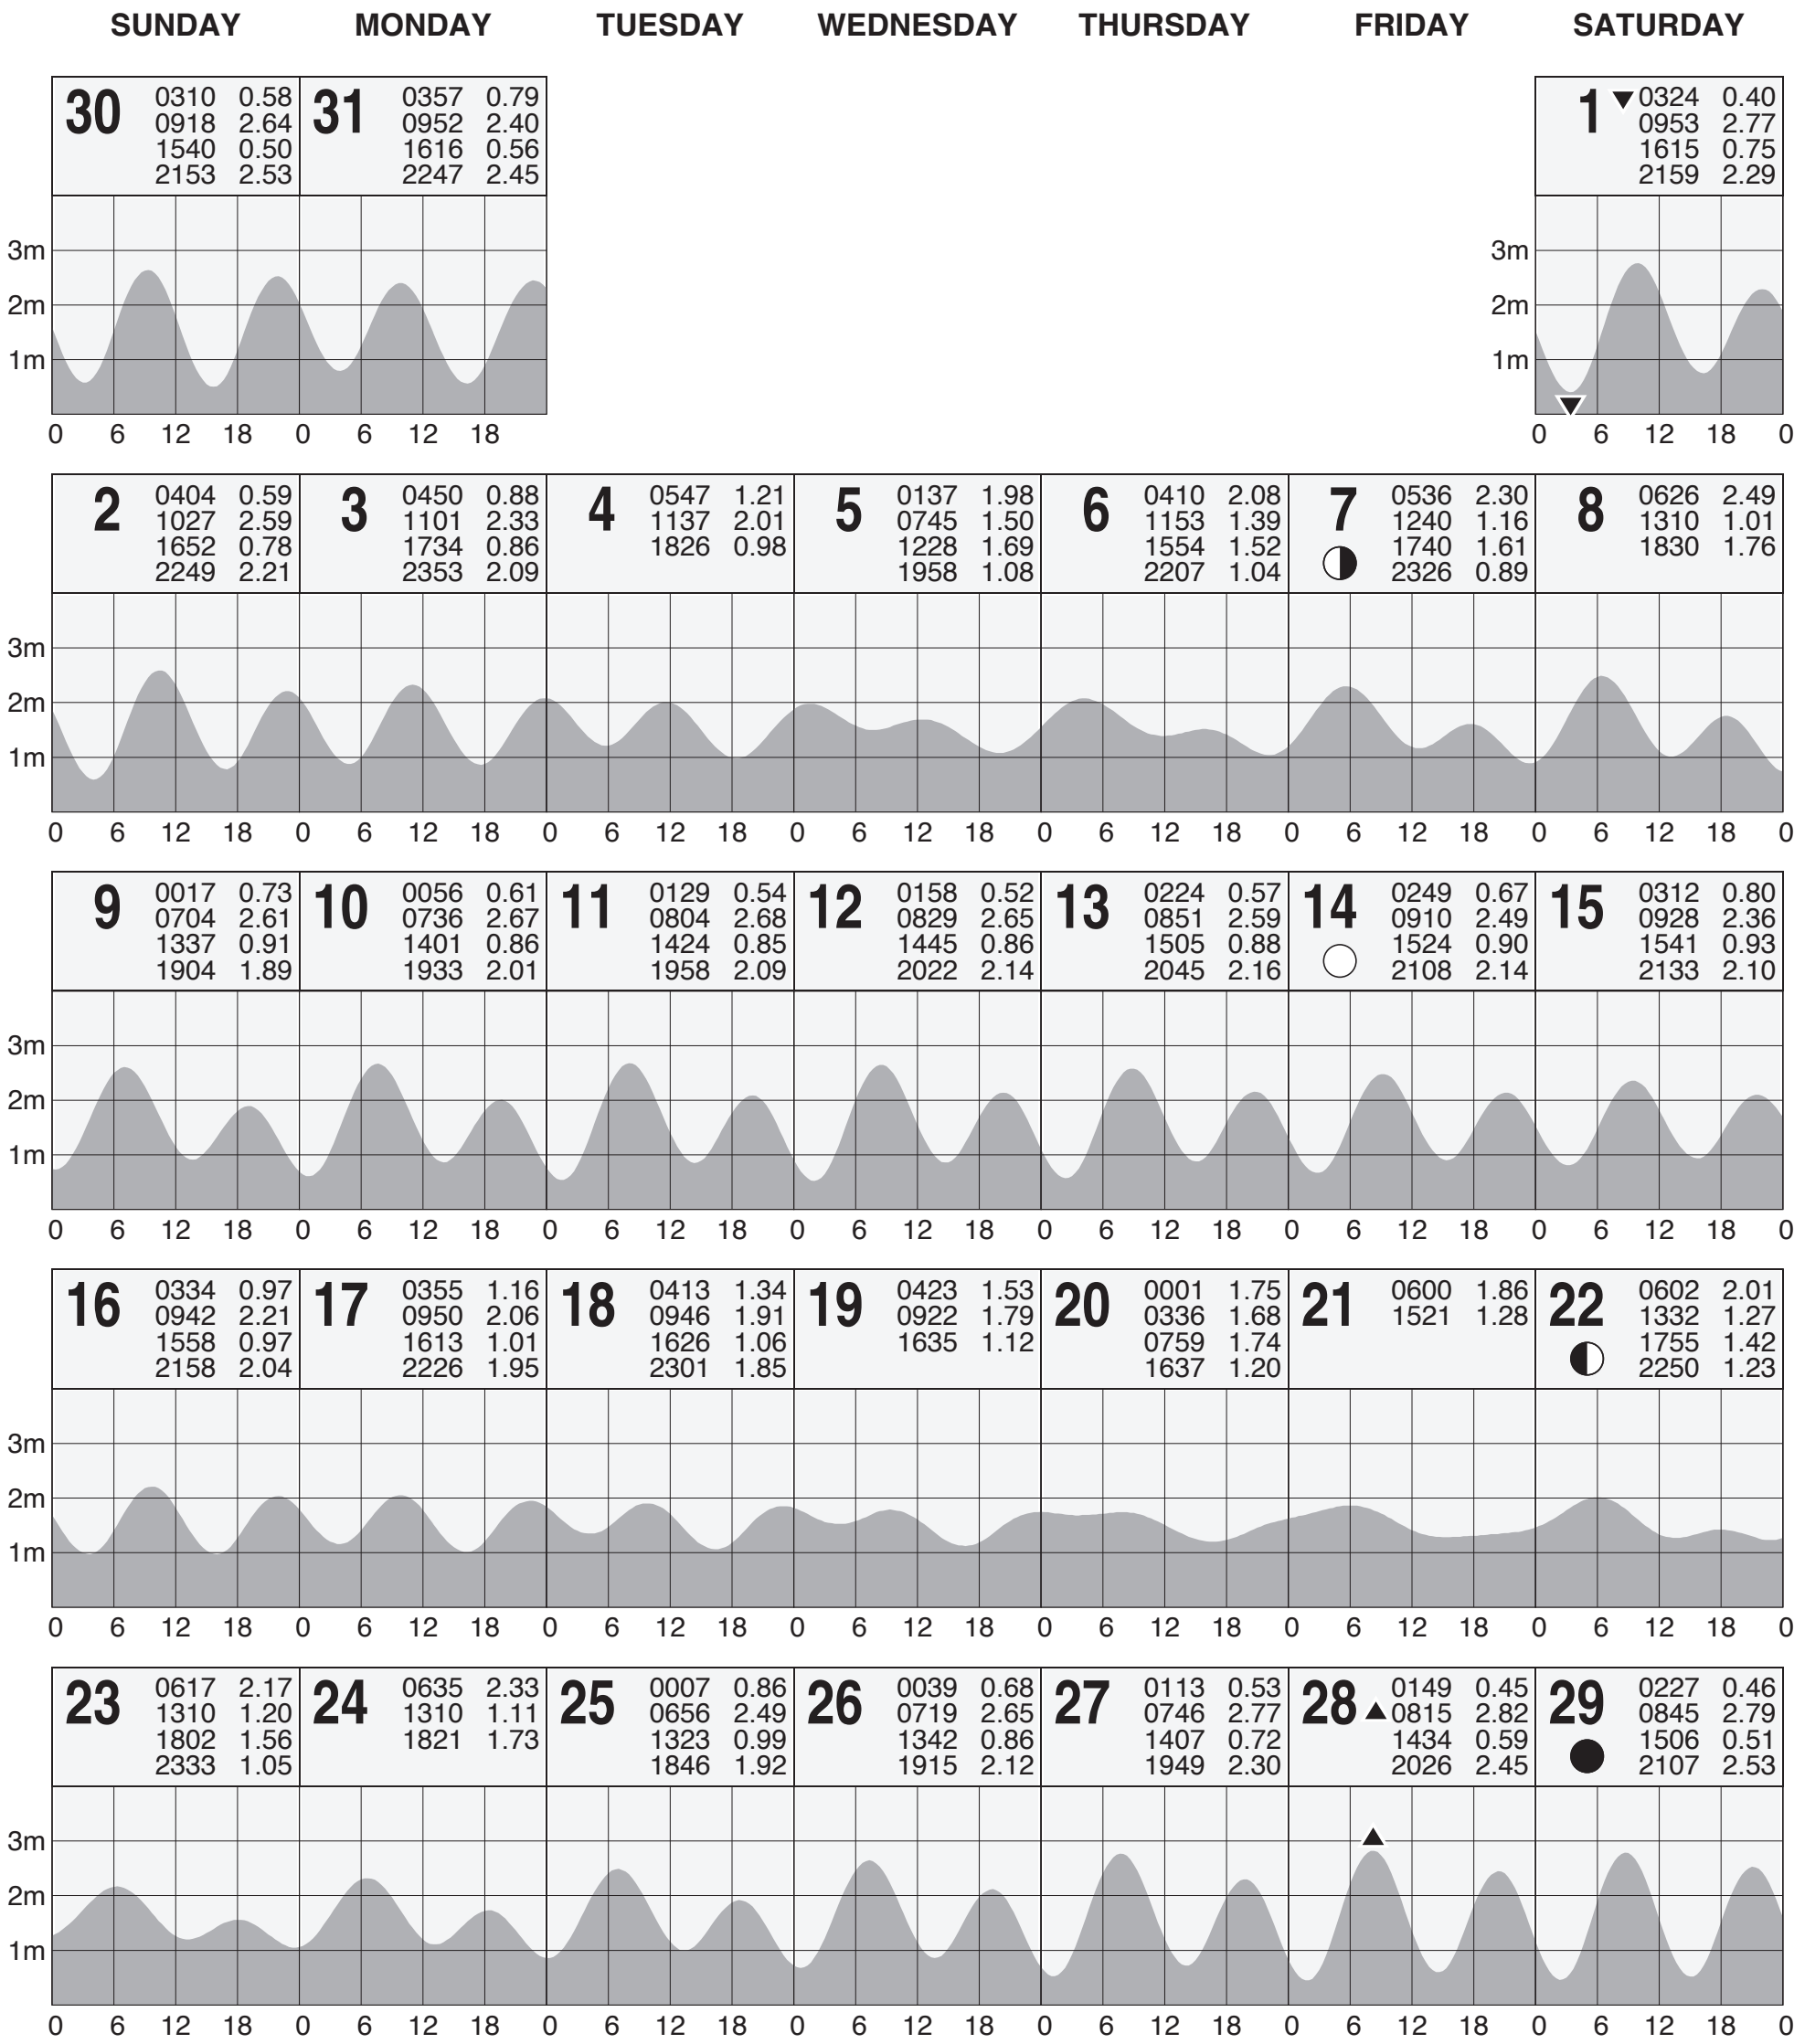 SUNDAY MONDAY TUESDAY WEDNESDAY THURSDAY FRIDAY SATURDAY
30 0310 0.58
0918 2.64
1540 0.50
2153 2.53
31 0357 0.79
0952 2.40
1616 0.56
2247 2.45
1 0324 0.40
0953 2.77
1615 0.75
2159 2.29
3m
2m
1m
0 6 12 18 0 6 12 18
3m
2m
1m
0 6 12 18 0
2 0404 0.59
1027 2.59
1652 0.78
2249 2.21
3 0450 0.88
1101 2.33
1734 0.86
2353 2.09
4 0547 1.21
1137 2.01
1826 0.98
5 0137 1.98
0745 1.50
1228 1.69
1958 1.08
6 0410 2.08
1153 1.39
1554 1.52
2207 1.04
7 0536 2.30
1240 1.16
1740 1.61
2326 0.89
8 0626 2.49
1310 1.01
1830 1.76
3m
2m
1m
0 6 12 18 0 6 12 18 0 6 12 18 0 6 12 18 0 6 12 18 0 6 12 18 0 6 12 18 0
9 0017 0.73
0704 2.61
1337 0.91
1904 1.89
10 0056 0.61
0736 2.67
1401 0.86
1933 2.01
11 0129 0.54
0804 2.68
1424 0.85
1958 2.09
12 0158 0.52
0829 2.65
1445 0.86
2022 2.14
13 0224 0.57
0851 2.59
1505 0.88
2045 2.16
14 0249 0.67
0910 2.49
1524 0.90
2108 2.14
15 0312 0.80
0928 2.36
1541 0.93
2133 2.10
3m
2m
1m
0 6 12 18 0 6 12 18 0 6 12 18 0 6 12 18 0 6 12 18 0 6 12 18 0 6 12 18 0
16 0334 0.97
0942 2.21
1558 0.97
2158 2.04
17 0355 1.16
0950 2.06
1613 1.01
2226 1.95
18 0413 1.34
0946 1.91
1626 1.06
2301 1.85
19 0423 1.53
0922 1.79
1635 1.12
20 0001 1.75
0336 1.68
0759 1.74
1637 1.20
21 0600 1.86
1521 1.28
22 0602 2.01
1332 1.27
1755 1.42
2250 1.23
3m
2m
1m
0 6 12 18 0 6 12 18 0 6 12 18 0 6 12 18 0 6 12 18 0 6 12 18 0 6 12 18 0
23 0617 2.17
1310 1.20
1802 1.56
2333 1.05
24 0635 2.33
1310 1.11
1821 1.73
25 0007 0.86
0656 2.49
1323 0.99
1846 1.92
26 0039 0.68
0719 2.65
1342 0.86
1915 2.12
27 0113 0.53
0746 2.77
1407 0.72
1949 2.30
28 0149 0.45
0815 2.82
1434 0.59
2026 2.45
29 0227 0.46
0845 2.79
1506 0.51
2107 2.53
3m
2m
1m
0 6 12 18 0 6 12 18 0 6 12 18 0 6 12 18 0 6 12 18 0 6 12 18 0 6 12 18 0